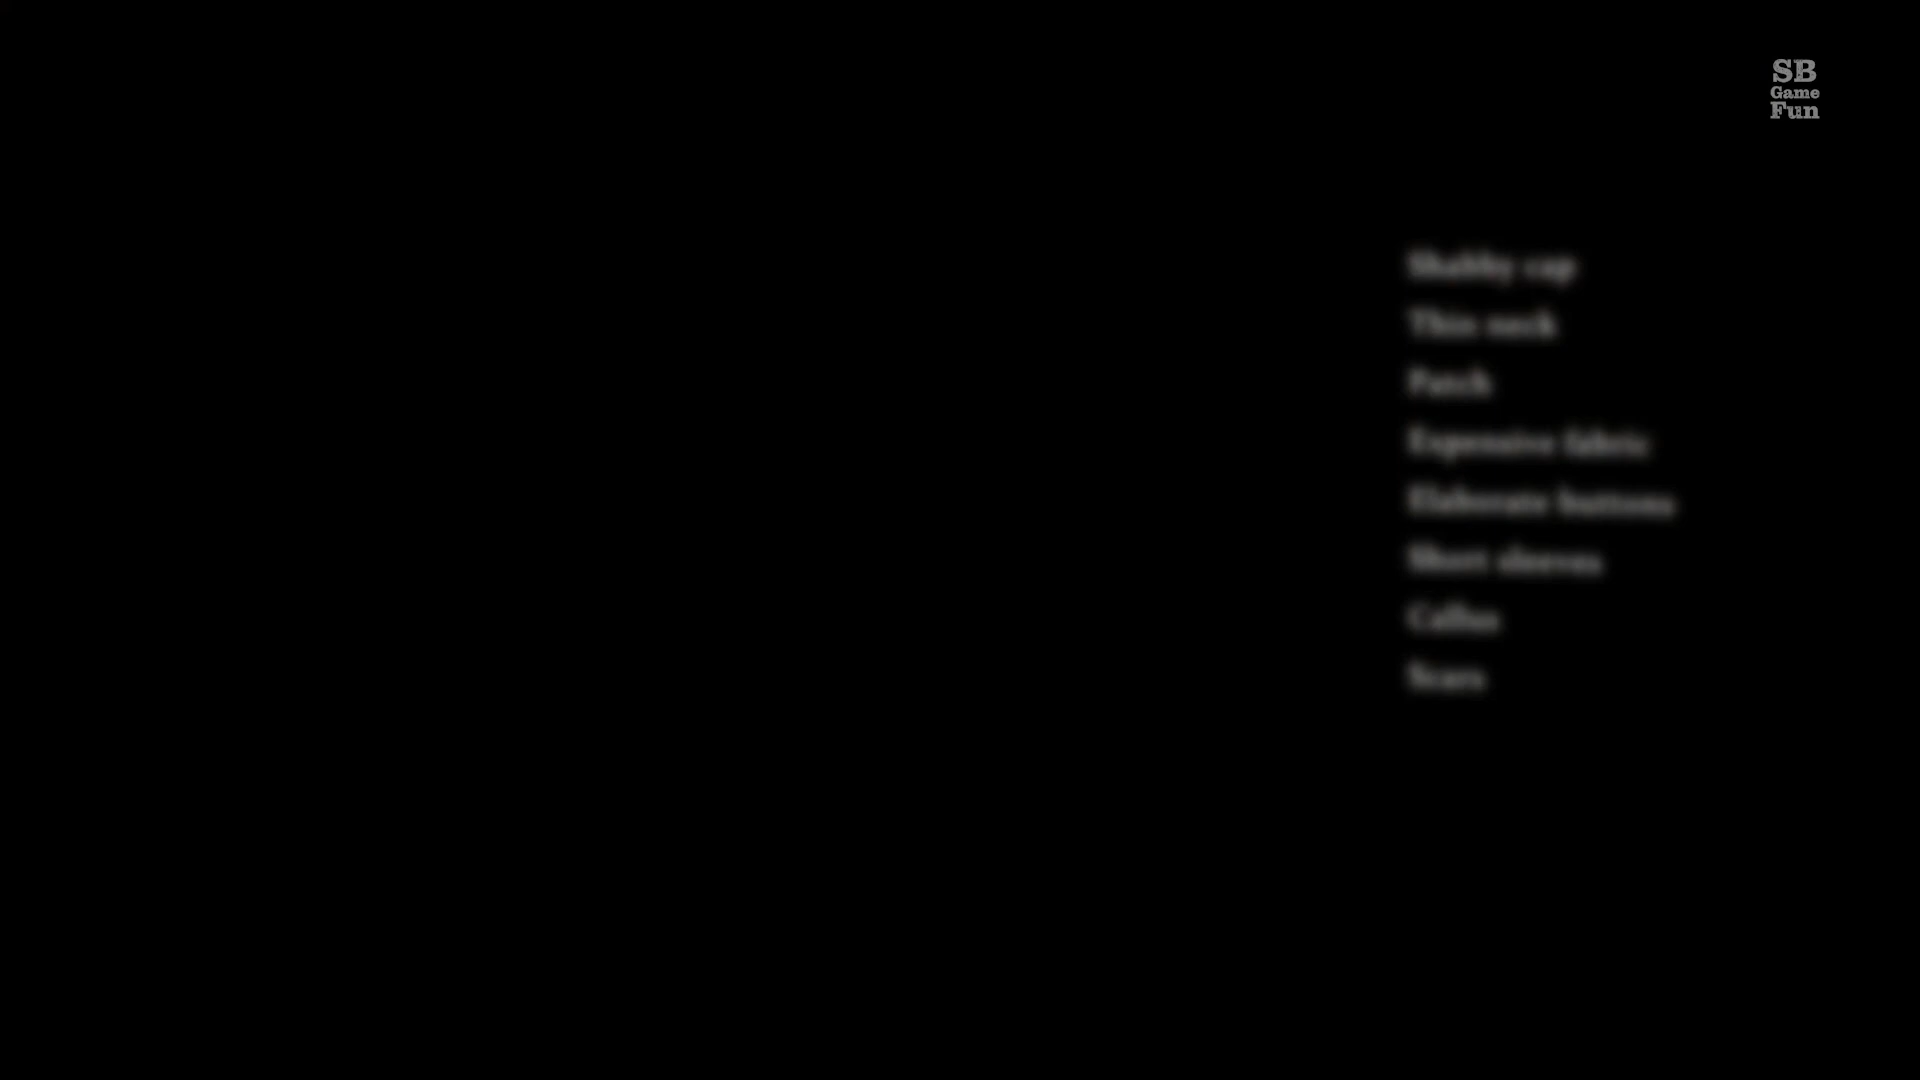 SB
Game
Fun
Shabby cap
Thin neck
Patch
Expensive fabric
Elaborate buttons
Short sleeves
Callus
Scars